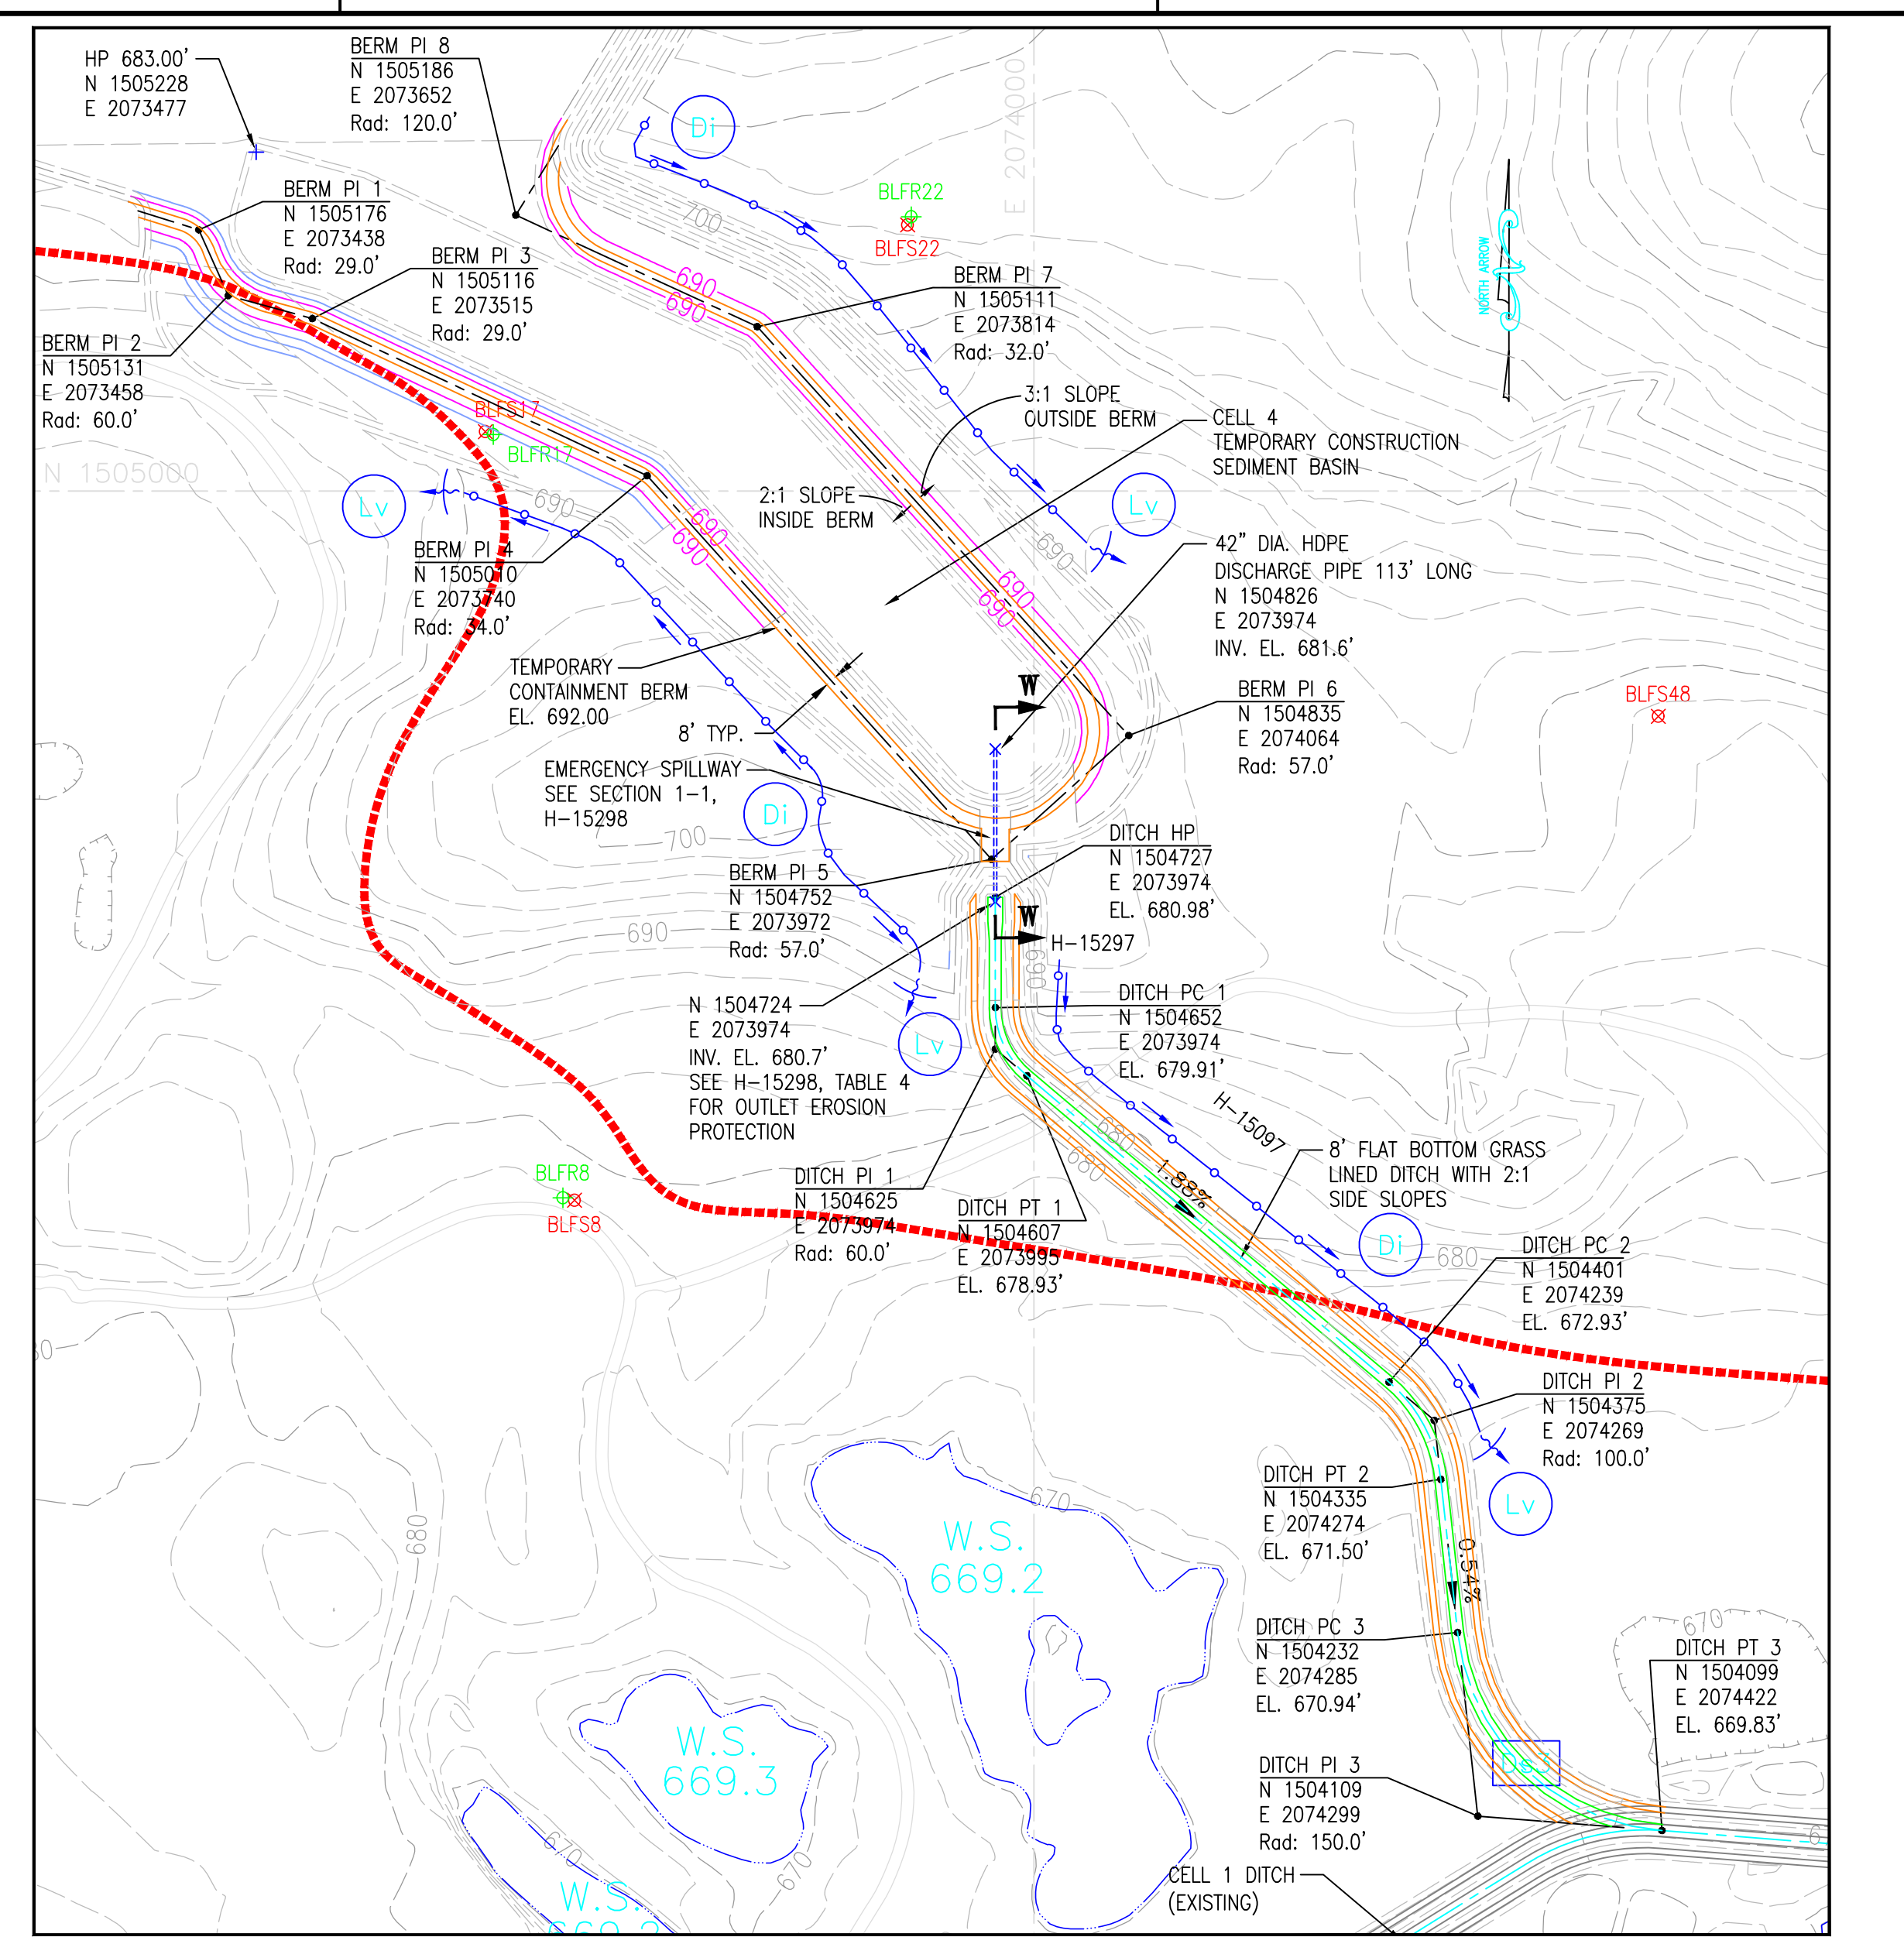 HP 683.00'
N 1505228
E 2073477
BERM PI 8
N 1505186
E 2073652
Rad: 120.0'
Di
E 2074000
BERM PI 1
N 1505176
E 2073438
Rad: 29.0'
BLFR22
BLFS22
700
NORTH ARROW
BERM PI 3
N 1505116
E 2073515
Rad: 29.0'
690
690
BERM PI 7
N 1505111
E 2073814
Rad: 32.0'
BERM PI 2
N 1505131
E 2073458
Rad: 60.0'
3:1 SLOPE
OUTSIDE BERM
CELL 4
TEMPORARY CONSTRUCTION
SEDIMENT BASIN
BLFS17
BLFR17
N 1505000
Lv
690
2:1 SLOPE
INSIDE BERM
Lv
690
690
690
42" DIA. HDPE
DISCHARGE PIPE 113' LONG
N 1504826
E 2073974
INV. EL. 681.6'
BERM PI 4
N 1505010
E 2073740
Rad: 34.0'
690
690
TEMPORARY
CONTAINMENT BERM
EL. 692.00
8' TYP.
W
BERM PI 6
N 1504835
E 2074064
Rad: 57.0'
BLFS48
EMERGENCY SPILLWAY
SEE SECTION 1-1,
H-15298
Di
700
DITCH HP
N 1504727
E 2073974
EL. 680.98'
BERM PI 5
N 1504752
E 2073972
Rad: 57.0'
690
W
H-15297
690
N 1504724
E 2073974
INV. EL. 680.7'
SEE H-15298, TABLE 4
FOR OUTLET EROSION
PROTECTION
Lv
DITCH PC 1
N 1504652
E 2073974
EL. 679.91'
H-15097
680
680
1.88%
8' FLAT BOTTOM GRASS
LINED DITCH WITH 2:1
SIDE SLOPES
BLFR8
BLFS8
DITCH PI 1
N 1504625
E 2073974
Rad: 60.0'
DITCH PT 1
N 1504607
E 2073995
EL. 678.93'
Di
680
DITCH PC 2
N 1504401
E 2074239
EL. 672.93'
DITCH PI 2
N 1504375
E 2074269
Rad: 100.0'
DITCH PT 2
N 1504335
E 2074274
EL. 671.50'
Lv
670
680
W.S.
669.2
0.54%
DITCH PC 3
N 1504232
E 2074285
EL. 670.94'
670
DITCH PT 3
N 1504099
E 2074422
EL. 669.83'
W.S.
669.3
Ds3
DITCH PI 3
N 1504109
E 2074299
Rad: 150.0'
670
670
W.S.
CELL 1 DITCH
(EXISTING)